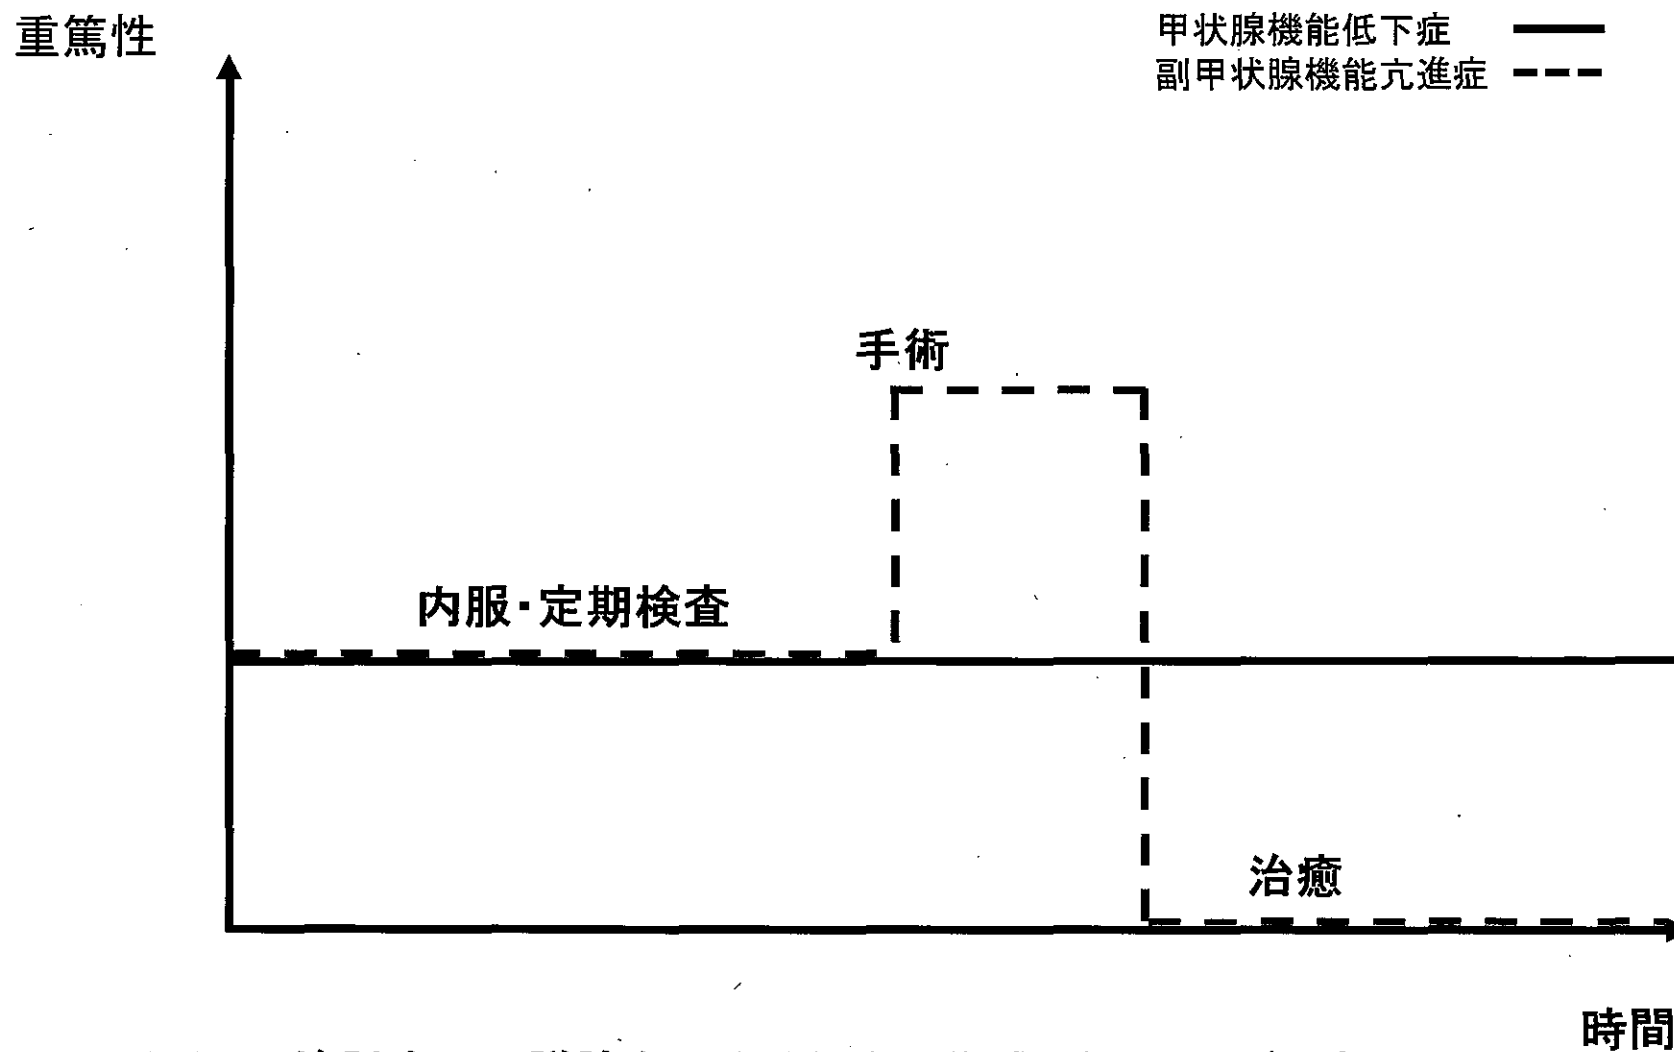 重篤性
甲状腺機能低下症
副甲状腺機能亢進症
手術
内服・定期検査
治癒
時間